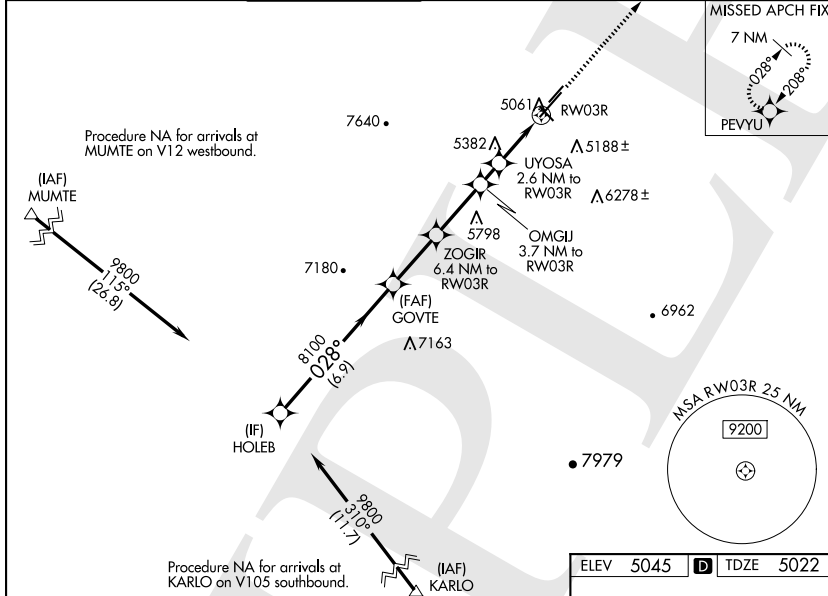 MISSED APCH FIX
7 NM
028°
208°
PEVYU
5061
RW03R
7640
Procedure NA for arrivals at
MUMTE on V12 westbound.
5382
5188±
UYOSA
2.6 NM to
RW03R
(IAF)
MUMTE
6278±
5798
OMGIJ
3.7 NM to
RW03R
ZOGIR
6.4 NM to
RW03R
9800
115°
(26.8)
7180
(FAF)
GOVTE
6962
7163
8100
028°
(6.9)
MSA RW03R 25 NM
9200
(IF)
HOLEB
7979
9800
310°
(11.7)
Procedure NA for arrivals at
KARLO on V105 southbound.
(IAF)
KARLO
ELEV 5045 D TDZE 5022